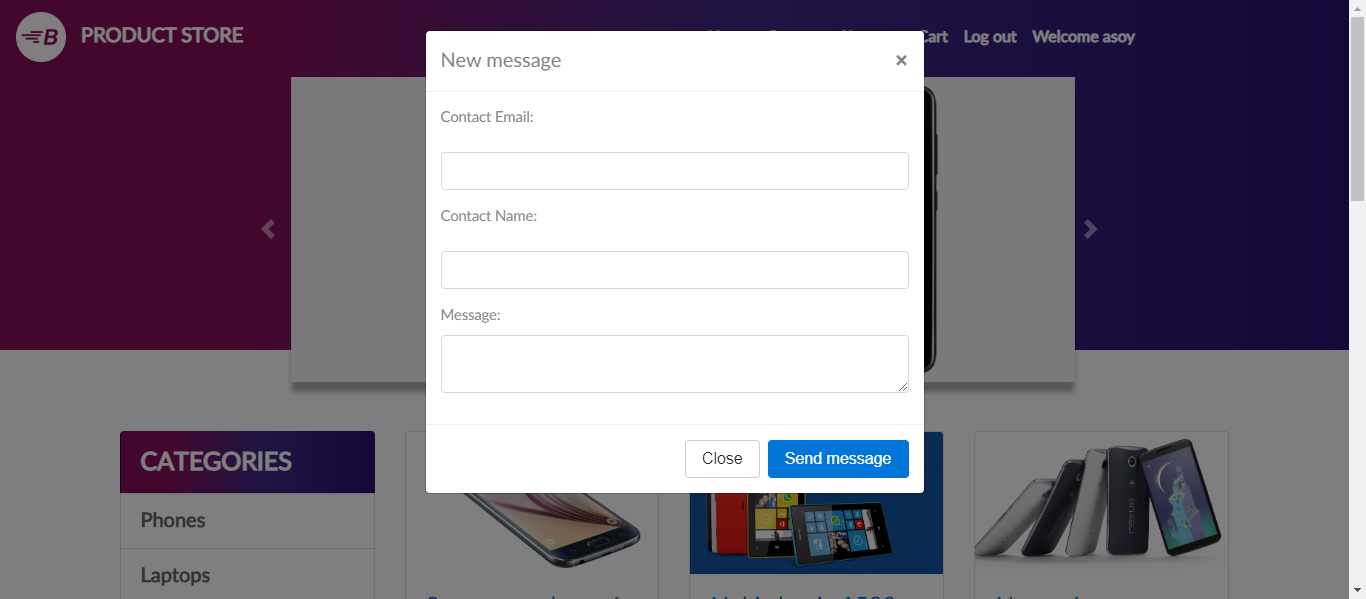 B PRODUCT STORE
Cart Log out Welcome asoy
New message ×
Contact Email:
Contact Name:
Message:
Close Send message
CATEGORIES
Phones
Laptops
nexus